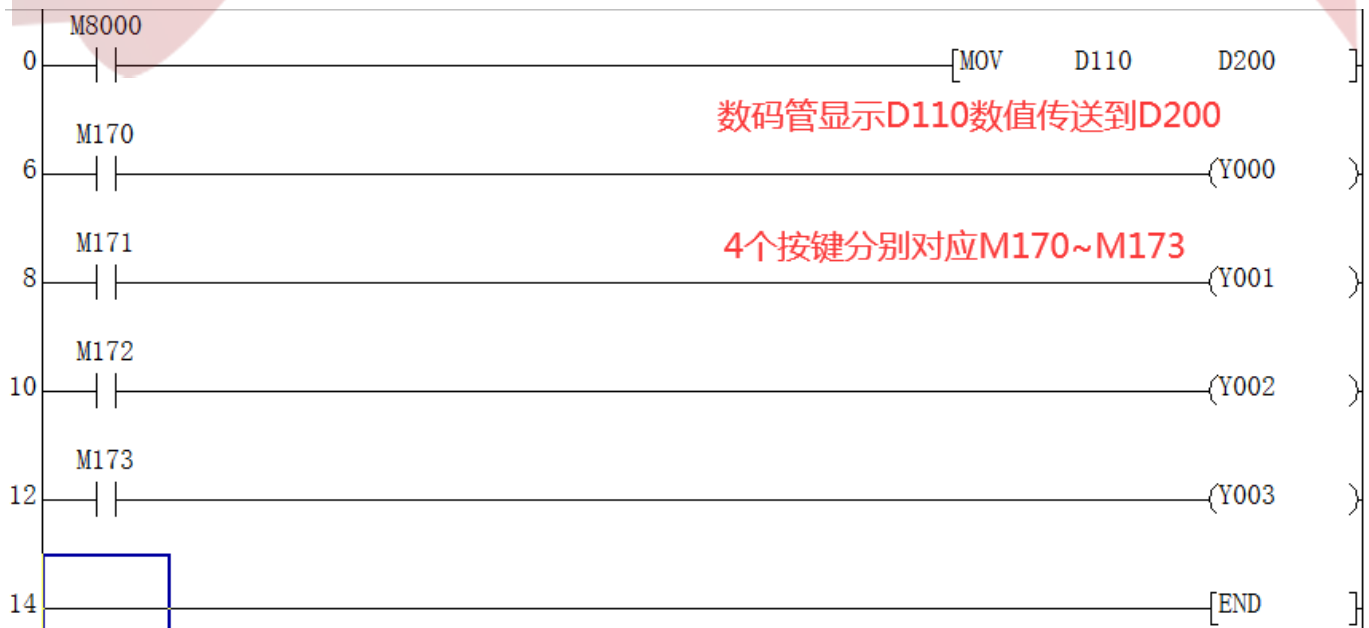 M8000
0 [MOV D110 D200 ]
数码管显示D110数值传送到D200
M170
6 (Y000 )
M171
4个按键分别对应M170~M173
8 (Y001 )
M172
10 (Y002 )
M173
12 (Y003 )
14 [END ]